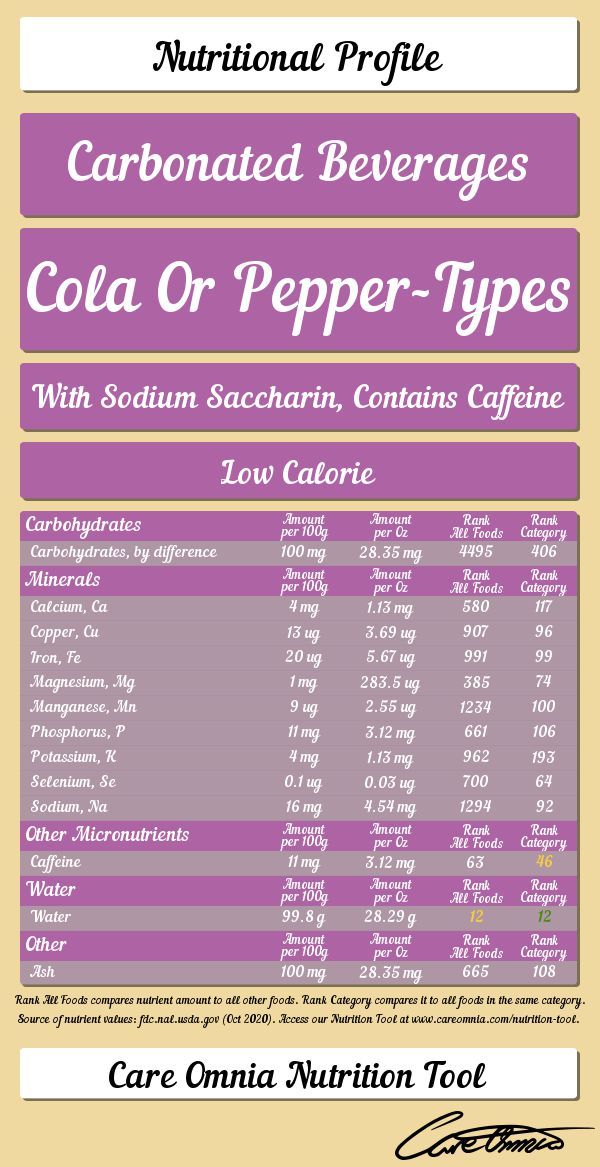 Nutritional Profile
Carbonated Beverages
Cola Or Pepper-Types
With Sodium Saccharin, Contains Caffeine
Low Calorie
Carbohydrates Amount per 100g Amount per Oz Rank All Foods Rank Category
Carbohydrates, by difference 100 mg 28.35 mg 4495 406
Minerals Amount per 100g Amount per Oz Rank All Foods Rank Category
Calcium, Ca 4 mg 1.13 mg 580 117
Copper, Cu 13 ug 3.69 ug 907 96
Iron, Fe 20 ug 5.67 ug 991 99
Magnesium, Mg 1 mg 283.5 ug 385 74
Manganese, Mn 9 ug 2.55 ug 1234 100
Phosphorus, P 11 mg 3.12 mg 661 106
Potassium, K 4 mg 1.13 mg 962 193
Selenium, Se 0.1 ug 0.03 ug 700 64
Sodium, Na 16 mg 4.54 mg 1294 92
Other Micronutrients Amount per 100g Amount per Oz Rank All Foods Rank Category
Caffeine 11 mg 3.12 mg 63 46
Water Amount per 100g Amount per Oz Rank All Foods Rank Category
Water 99.8 g 28.29 g 12 12
Other Amount per 100g Amount per Oz Rank All Foods Rank Category
Ash 100 mg 28.35 mg 665 108
Rank All Foods compares nutrient amount to all other foods. Rank Category compares it to all foods in the same category.
Source of nutrient values: fdc.nal.usda.gov (Oct 2020). Access our Nutrition Tool at www.careomnia.com/nutrition-tool.
Care Omnia Nutrition Tool
Care Omnia